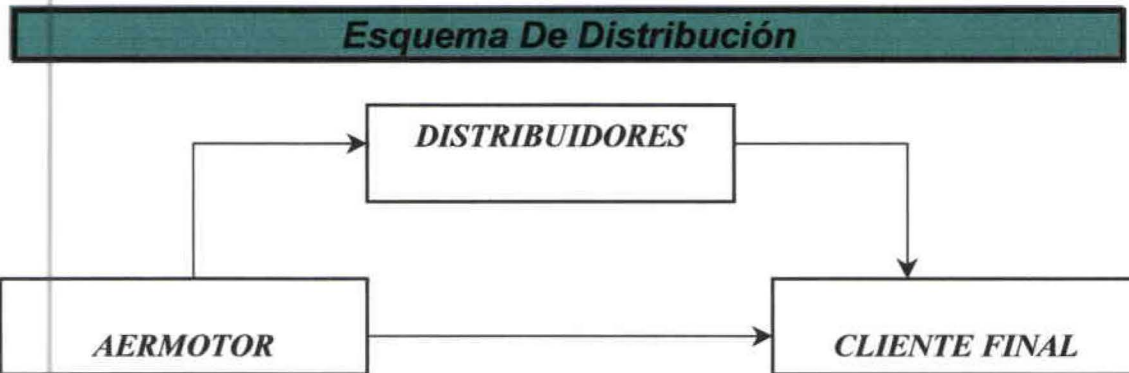 Esquema De Distribución
DISTRIBUIDORES
AERMOTOR
CLIENTE FINAL